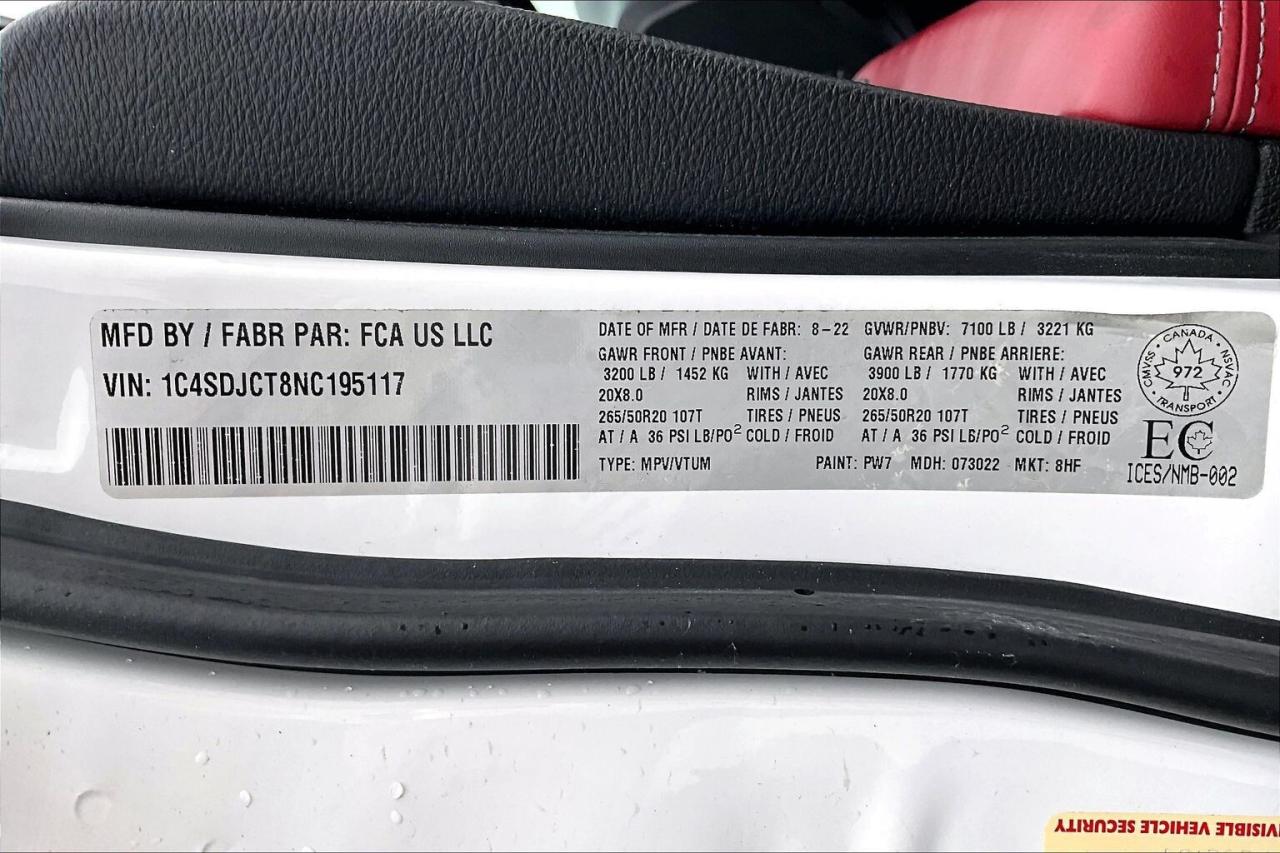 MFD BY / FABR PAR: FCA US LLC
VIN: 1C4SDJCT8NC195117
DATE OF MFR / DATE DE FABR: 8-22 GVWR/PNBV: 7100 LB / 3221 KG
GAWR FRONT / PNBE AVANT: GAWR REAR / PNBE ARRIERE:
3200 LB / 1452 KG WITH / AVEC 3900 LB / 1770 KG WITH / AVEC
20X8.0 RIMS / JANTES 20X8.0 RIMS / JANTES
265/50R20 107T TIRES / PNEUS 265/50R20 107T TIRES / PNEUS
AT / A 36 PSI LB/PO² COLD / FROID AT / A 36 PSI LB/PO² COLD / FROID
TYPE: MPV/VTUM PAINT: PW7 MDH: 073022 MKT: 8HF
CMVSS · CANADA · NSVAC
972
TRANSPORT
EC
ICES/NMB-002
VISIBLE VEHICLE SECURITY